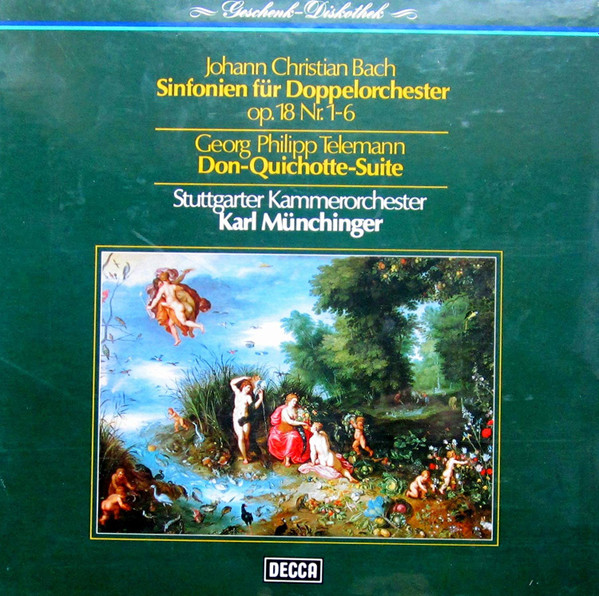 Geschenk-Diskothek
Johann Christian Bach
Sinfonien für Doppelorchester
op.18 Nr.1-6
Georg Philipp Telemann
Don-Quichotte-Suite
Stuttgarter Kammerorchester
Karl Münchinger
DECCA